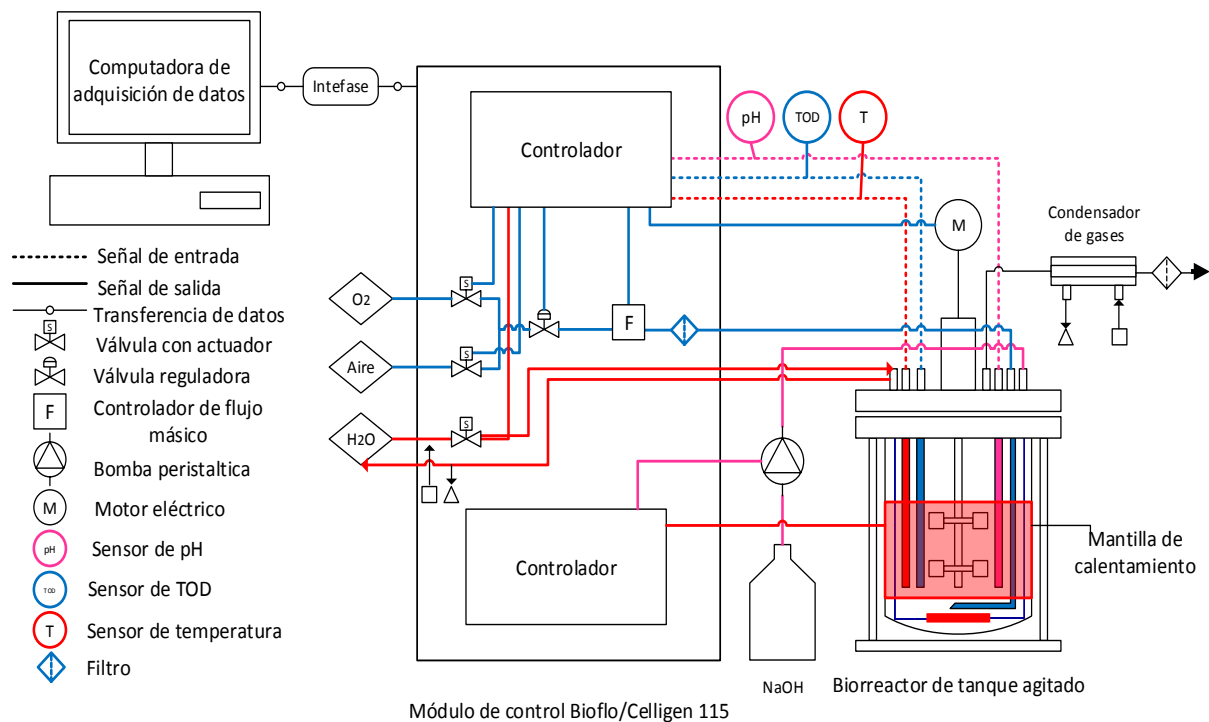 Computadora de
adquisición de datos
Intefase
Controlador
pH
TOD
T
M
Condensador
de gases
Señal de entrada
Señal de salida
Transferencia de datos
S
Válvula con actuador
Válvula reguladora
F
Controlador de flujo
másico
Bomba peristaltica
M
Motor eléctrico
pH
Sensor de pH
TOD
Sensor de TOD
T
Sensor de temperatura
Filtro
O2
S
F
Aire
S
H2O
S
Controlador
Mantilla de
calentamiento
NaOH
Biorreactor de tanque agitado
Módulo de control Bioflo/Celligen 115